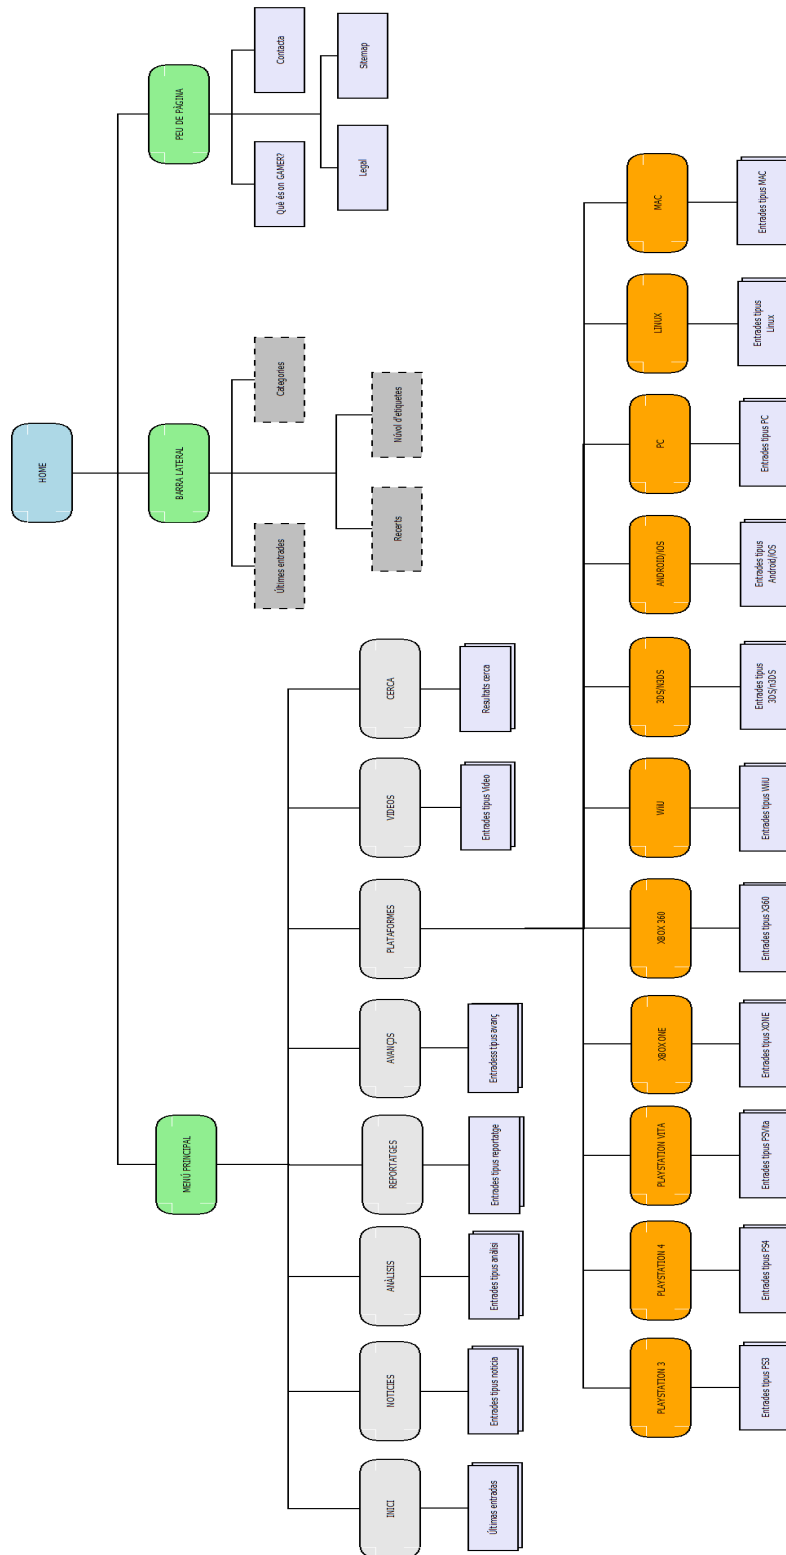 HOME
MENÚ PRINCIPAL
BARRA LATERAL
PEU DE PÀGINA
Últimes entrades
Categories
Recents
Núvol d'etiquetes
Què és on GAMER?
Contacta
Legal
Sitemap
INICI
NOTÍCIES
ANÀLISIS
REPORTATGES
AVANÇOS
PLATAFORMES
VIDEOS
CERCA
Últimas entradas
Entrades tipus notícia
Entrades tipus anàlisi
Entrades tipus reportatge
Entradess tipus avanç
Entrades tipus Video
Resultats cerca
PLAYSTATION 3
PLAYSTATION 4
PLAYSTATION VITA
XBOX ONE
XBOX 360
WiiU
3DS/n3DS
ANDROID/iOS
PC
LINUX
MAC
Entrades tipus PS3
Entrades tipus PS4
Entrades tipus PSVita
Entrades tipus XONE
Entrades tipus X360
Entrades tipus WiiU
Entrades tipus
3DS/n3DS
Entrades tipus
Android/iOS
Entrades tipus PC
Entrades tipus
Linux
Entrades tipus MAC